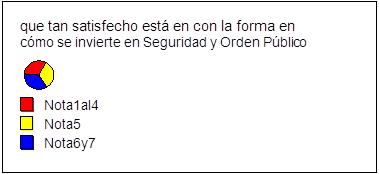 que tan satisfecho está en con la forma en
cómo se invierte en Seguridad y Orden Público
Nota1al4
Nota5
Nota6y7